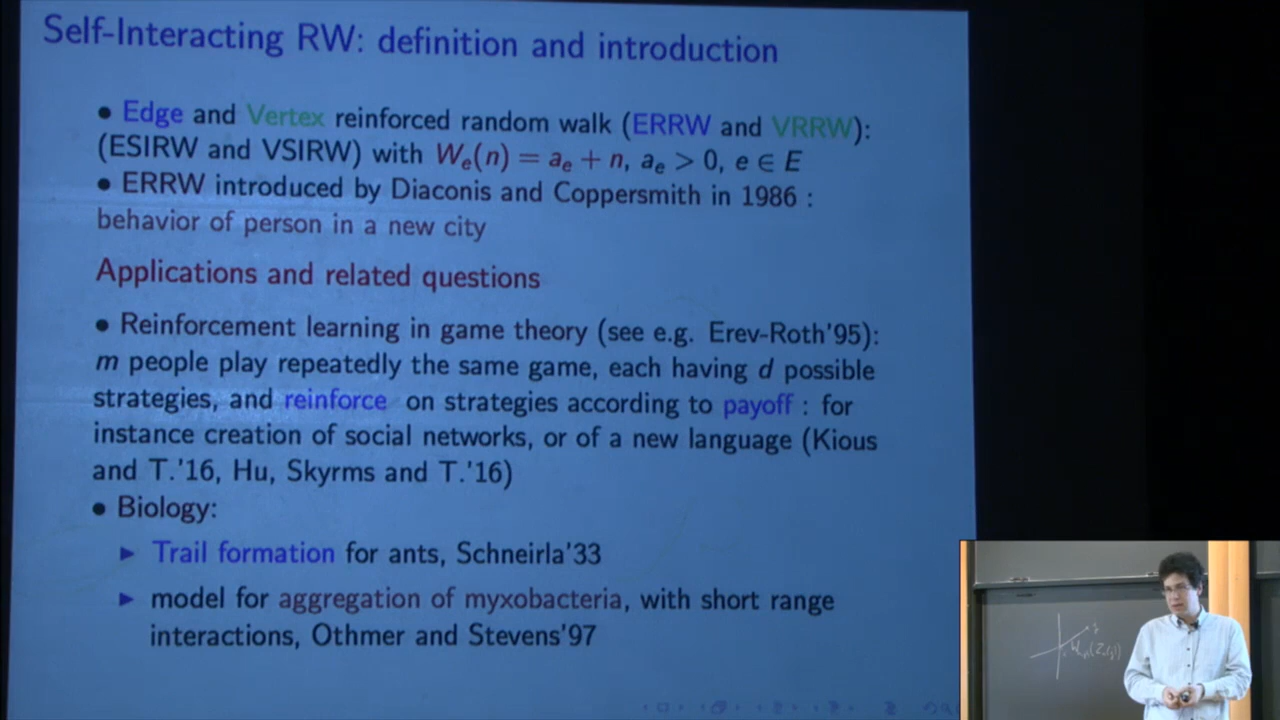 Self-Interacting RW: definition and introduction
• Edge and Vertex reinforced random walk (ERRW and VRRW):
(ESIRW and VSIRW) with Wₑ(n) = aₑ + n, aₑ > 0, e ∈ E
• ERRW introduced by Diaconis and Coppersmith in 1986 :
behavior of person in a new city
Applications and related questions
• Reinforcement learning in game theory (see e.g. Erev-Roth'95):
m people play repeatedly the same game, each having d possible
strategies, and reinforce on strategies according to payoff : for
instance creation of social networks, or of a new language (Kious
and T.'16, Hu, Skyrms and T.'16)
• Biology:
► Trail formation for ants, Schneirla'33
► model for aggregation of myxobacteria, with short range
interactions, Othmer and Stevens'97